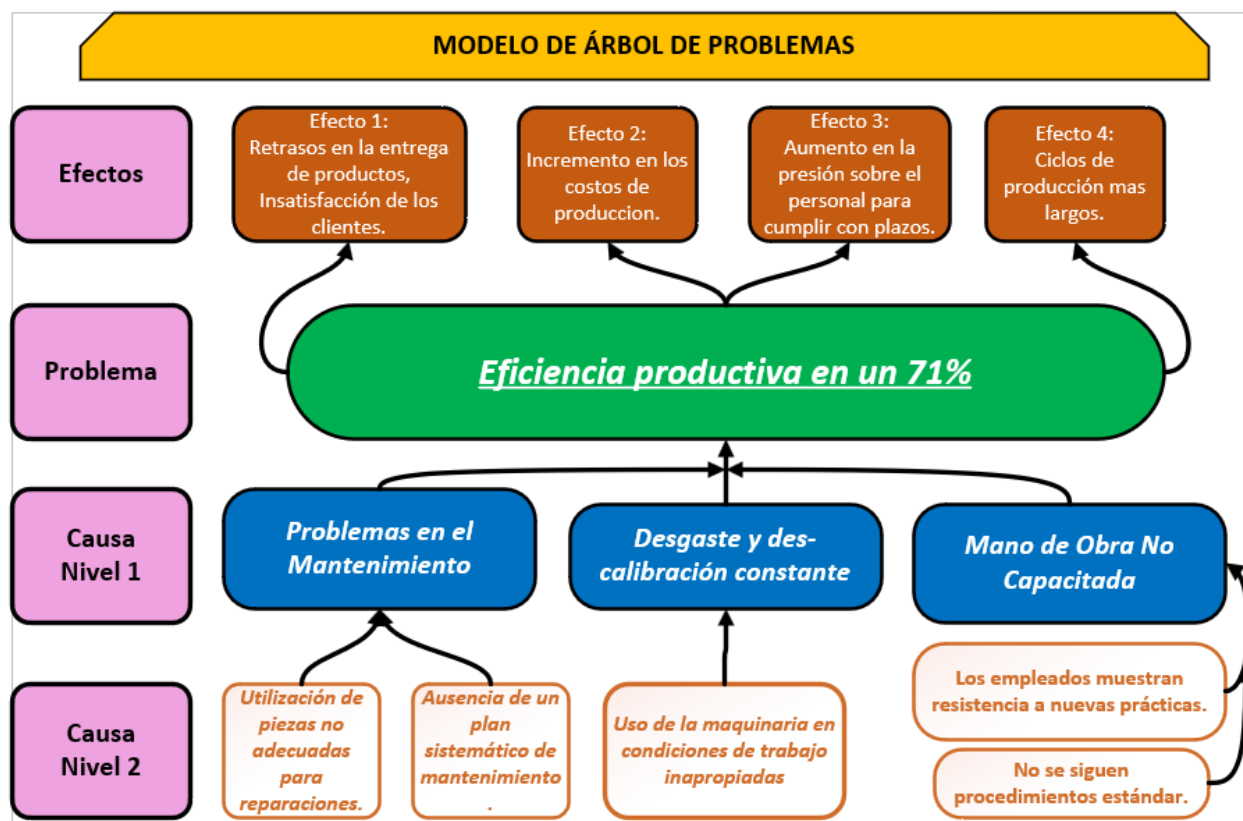 MODELO DE ÁRBOL DE PROBLEMAS
Efectos
Efecto 1:
Retrasos en la entrega
de productos,
Insatisfacción de los
clientes.
Efecto 2:
Incremento en los
costos de
produccion.
Efecto 3:
Aumento en la
presión sobre el
personal para
cumplir con plazos.
Efecto 4:
Ciclos de
producción mas
largos.
Problema
Eficiencia productiva en un 71%
Causa
Nivel 1
Problemas en el
Mantenimiento
Desgaste y des-
calibración constante
Mano de Obra No
Capacitada
Causa
Nivel 2
Utilización de
piezas no
adecuadas
para
reparaciones.
Ausencia de un
plan
sistemático de
mantenimiento
.
Uso de la maquinaria en
condiciones de trabajo
inapropiadas
Los empleados muestran
resistencia a nuevas prácticas.
No se siguen
procedimientos estándar.